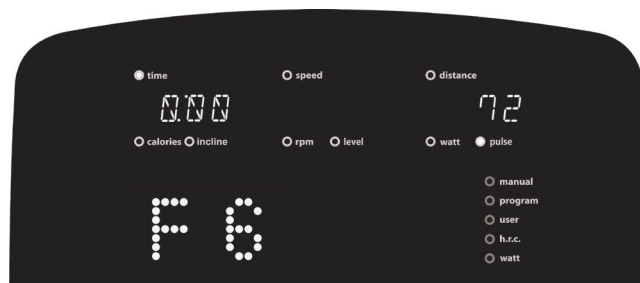 time speed distance
0:00 72
calories incline rpm level watt pulse
manual
program
user
h.r.c.
watt
F 6